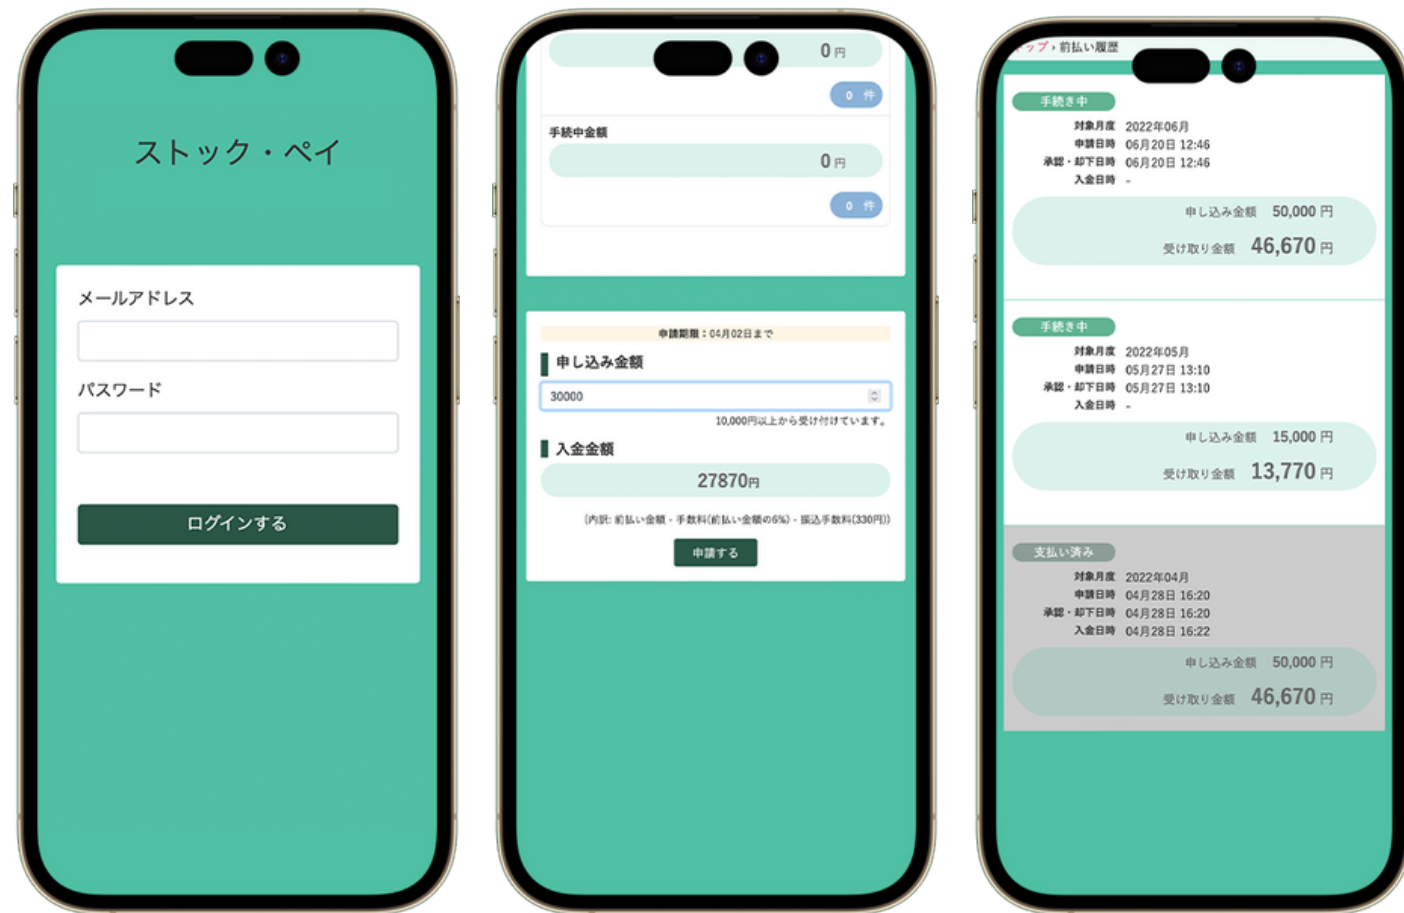 ストック・ペイ
メールアドレス
パスワード
ログインする
0 円
0 件
手続中金額
0 円
0 件
申請期限：04月02日まで
申し込み金額
30000
10,000円以上から受け付けています。
入金金額
27870円
(内訳: 前払い金額 - 手数料(前払い金額の6%) - 振込手数料(330円))
申請する
トップ › 前払い履歴
手続き中
対象月度 2022年06月
申請日時 06月20日 12:46
承認・却下日時 06月20日 12:46
入金日時 -
申し込み金額 50,000 円
受け取り金額 46,670 円
手続き中
対象月度 2022年05月
申請日時 05月27日 13:10
承認・却下日時 05月27日 13:10
入金日時 -
申し込み金額 15,000 円
受け取り金額 13,770 円
支払い済み
対象月度 2022年04月
申請日時 04月28日 16:20
承認・却下日時 04月28日 16:20
入金日時 04月28日 16:22
申し込み金額 50,000 円
受け取り金額 46,670 円